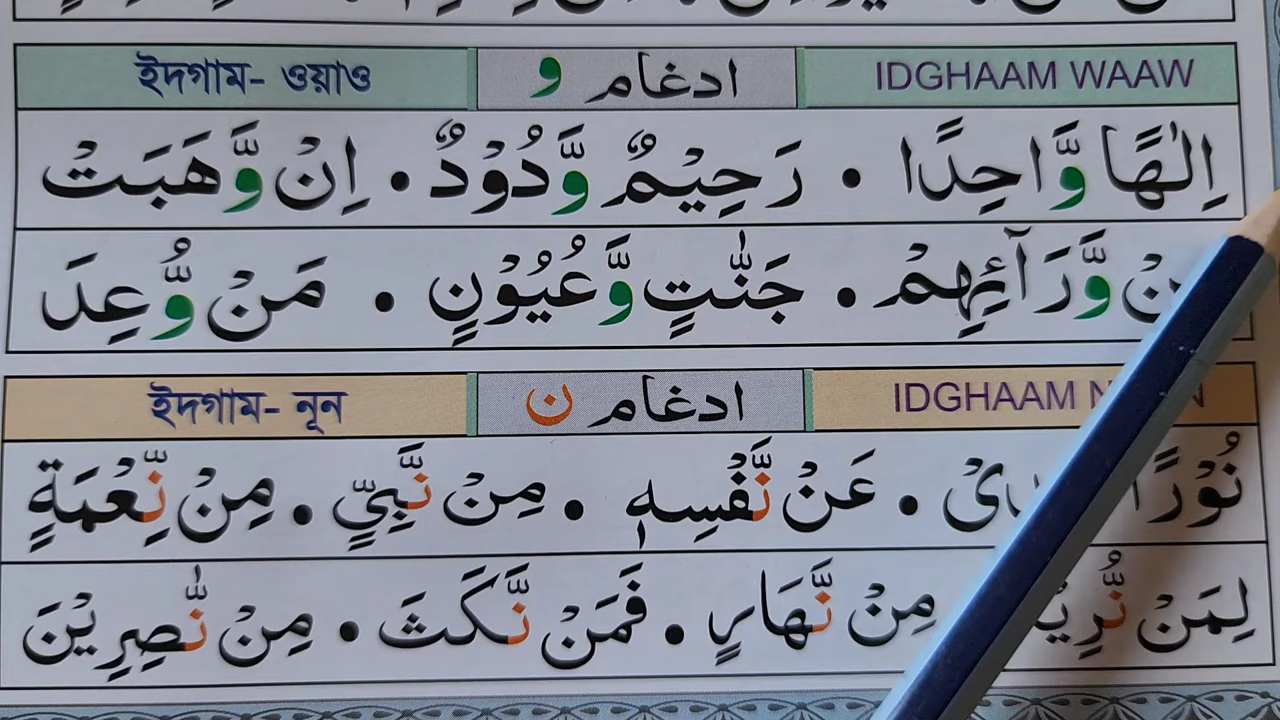 ইদগাম- ওয়াও ادغام و IDGHAAM WAAW
اِلٰهًا وَّاحِدًا • رَحِيْمٌ وَّدُوْدٌ • اِنْ وَّهَبَتْ
وَّرَآئِهِمْ • جَنّٰتٍ وَّعُيُوْنٍ • مَنْ وُّعِدَ
ইদগাম- নূন ادغام ن IDGHAAM
عَنْ نَّفْسِهٖ • مِنْ نَّبِيٍّ • مِنْ نِّعْمَةٍ
لِمَنْ • مِنْ نَّهَارٍ • فَمَنْ نَّكَثَ • مِنْ نّٰصِرِيْنَ